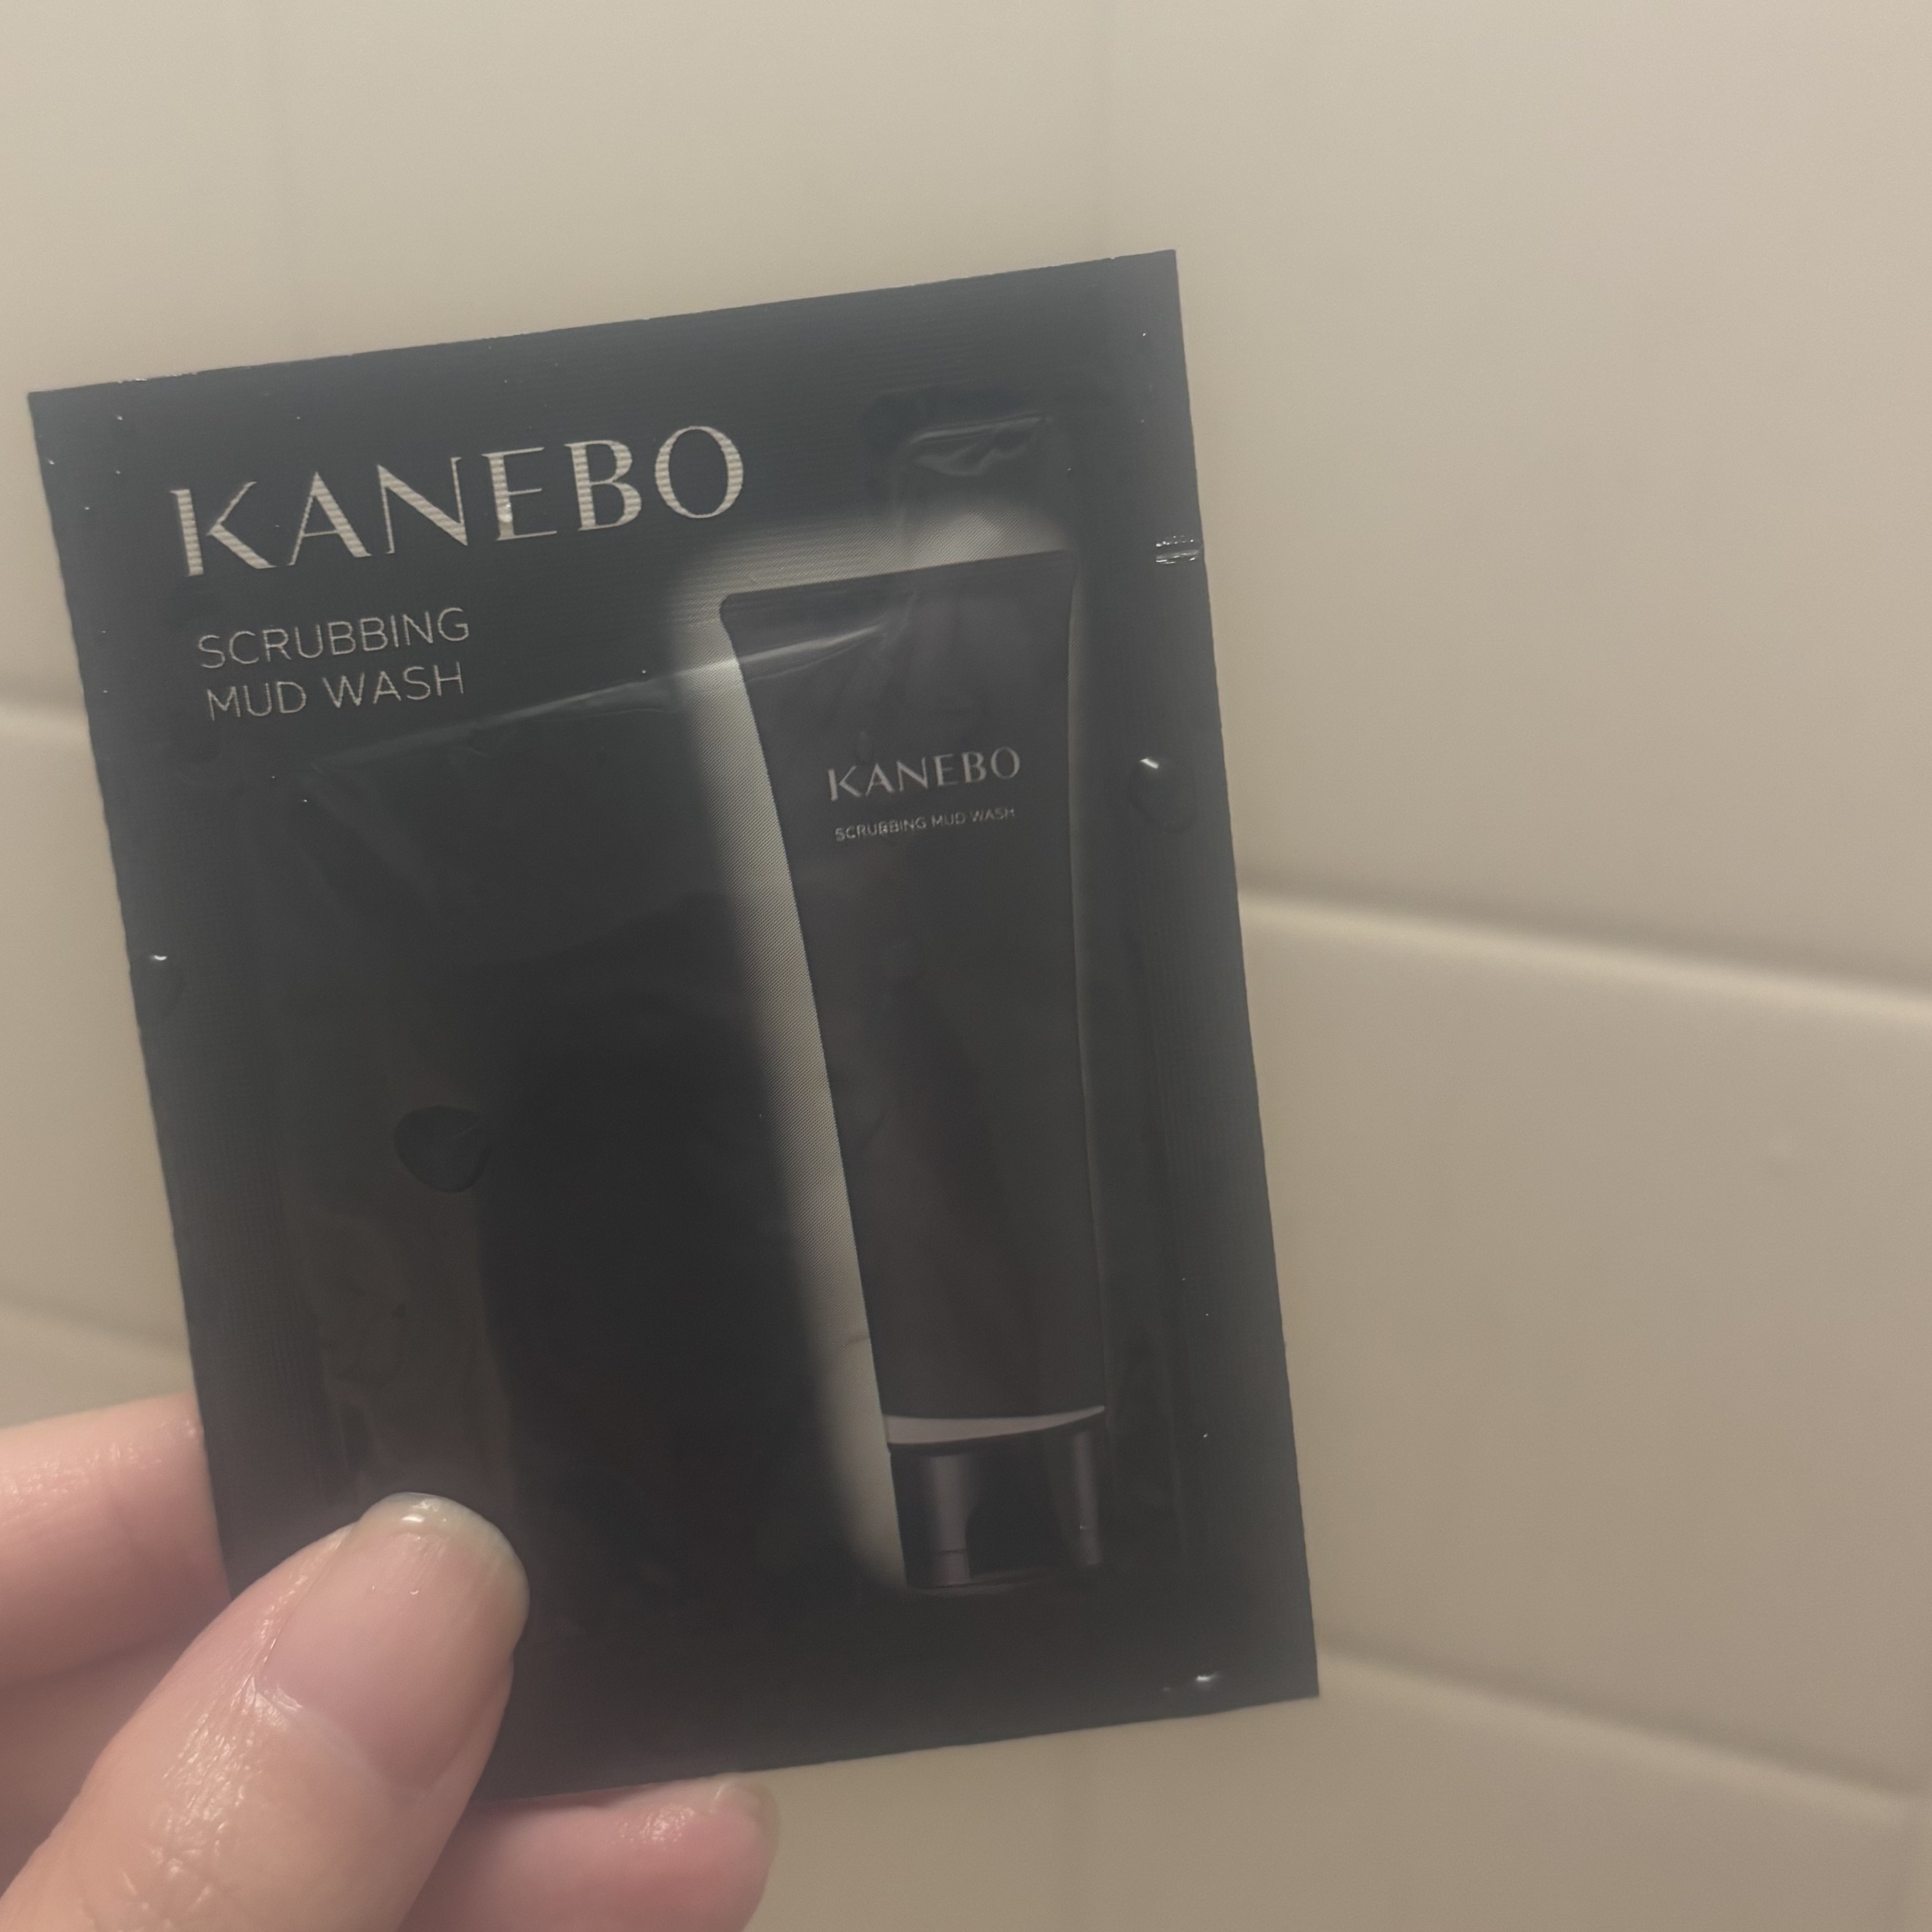 KANEBO
SCRUBBING
MUD WASH
KANEBO
SCRUBBING MUD WASH